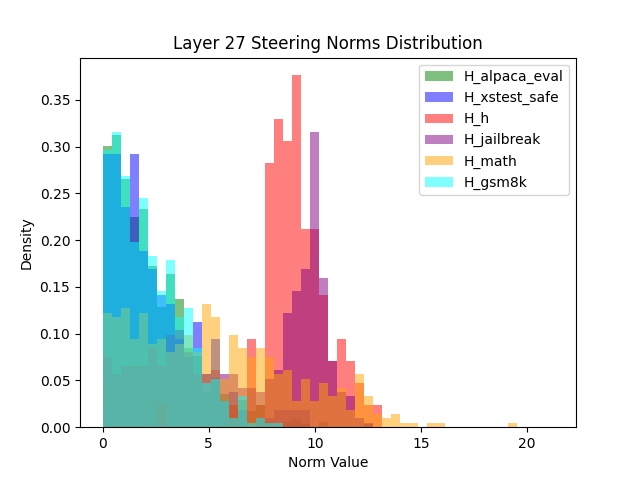 Layer 27 Steering Norms Distribution
H_alpaca_eval
H_xstest_safe
H_h
H_jailbreak
H_math
H_gsm8k
Density
0.35
0.30
0.25
0.20
0.15
0.10
0.05
0.00
0 5 10 15 20
Norm Value